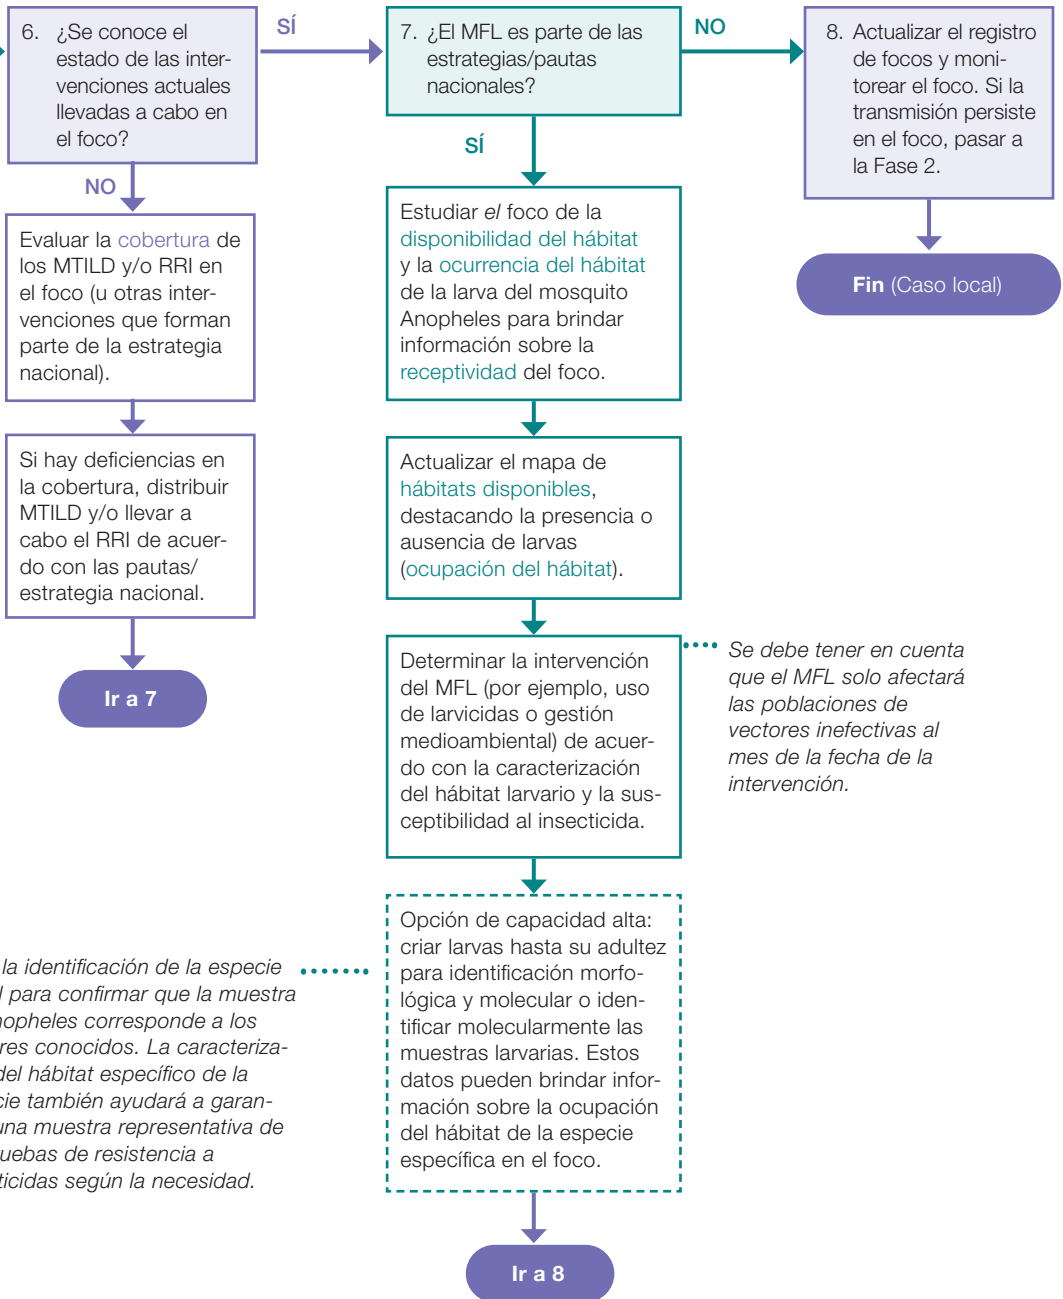 6. ¿Se conoce el
estado de las inter-
venciones actuales
llevadas a cabo en
el foco?
SÍ
NO
Evaluar la cobertura de
los MTILD y/o RRI en
el foco (u otras inter-
venciones que forman
parte de la estrategia
nacional).
Si hay deficiencias en
la cobertura, distribuir
MTILD y/o llevar a
cabo el RRI de acuer-
do con las pautas/
estrategia nacional.
Ir a 7
7. ¿El MFL es parte de las
estrategias/pautas
nacionales?
NO
SÍ
Estudiar el foco de la
disponibilidad del hábitat
y la ocurrencia del hábitat
de la larva del mosquito
Anopheles para brindar
información sobre la
receptividad del foco.
Actualizar el mapa de
hábitats disponibles,
destacando la presencia o
ausencia de larvas
(ocupación del hábitat).
Determinar la intervención
del MFL (por ejemplo, uso
de larvicidas o gestión
medioambiental) de acuer-
do con la caracterización
del hábitat larvario y la sus-
ceptibilidad al insecticida.
Se debe tener en cuenta
que el MFL solo afectará
las poblaciones de
vectores inefectivas al
mes de la fecha de la
intervención.
Opción de capacidad alta:
criar larvas hasta su adultez
para identificación morfo-
lógica y molecular o iden-
tificar molecularmente las
muestras larvarias. Estos
datos pueden brindar infor-
mación sobre la ocupación
del hábitat de la especie
específica en el foco.
la identificación de la especie
para confirmar que la muestra
nopheles corresponde a los
res conocidos. La caracteriza-
del hábitat específico de la
cie también ayudará a garan-
una muestra representativa de
uebas de resistencia a
ticidas según la necesidad.
Ir a 8
8. Actualizar el registro
de focos y moni-
torear el foco. Si la
transmisión persiste
en el foco, pasar a
la Fase 2.
Fin (Caso local)